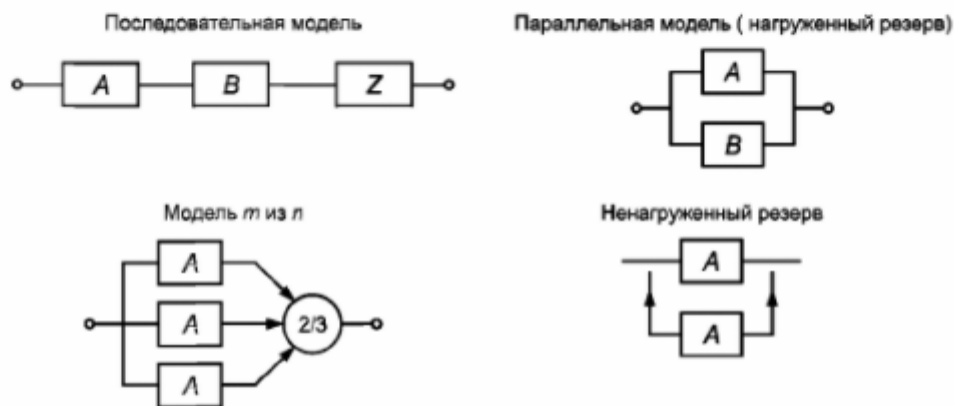 Последовательная модель
A B Z
Параллельная модель ( нагруженный резерв)
A
B
Модель m из n
A
A
A
2/3
Ненагруженный резерв
A
A